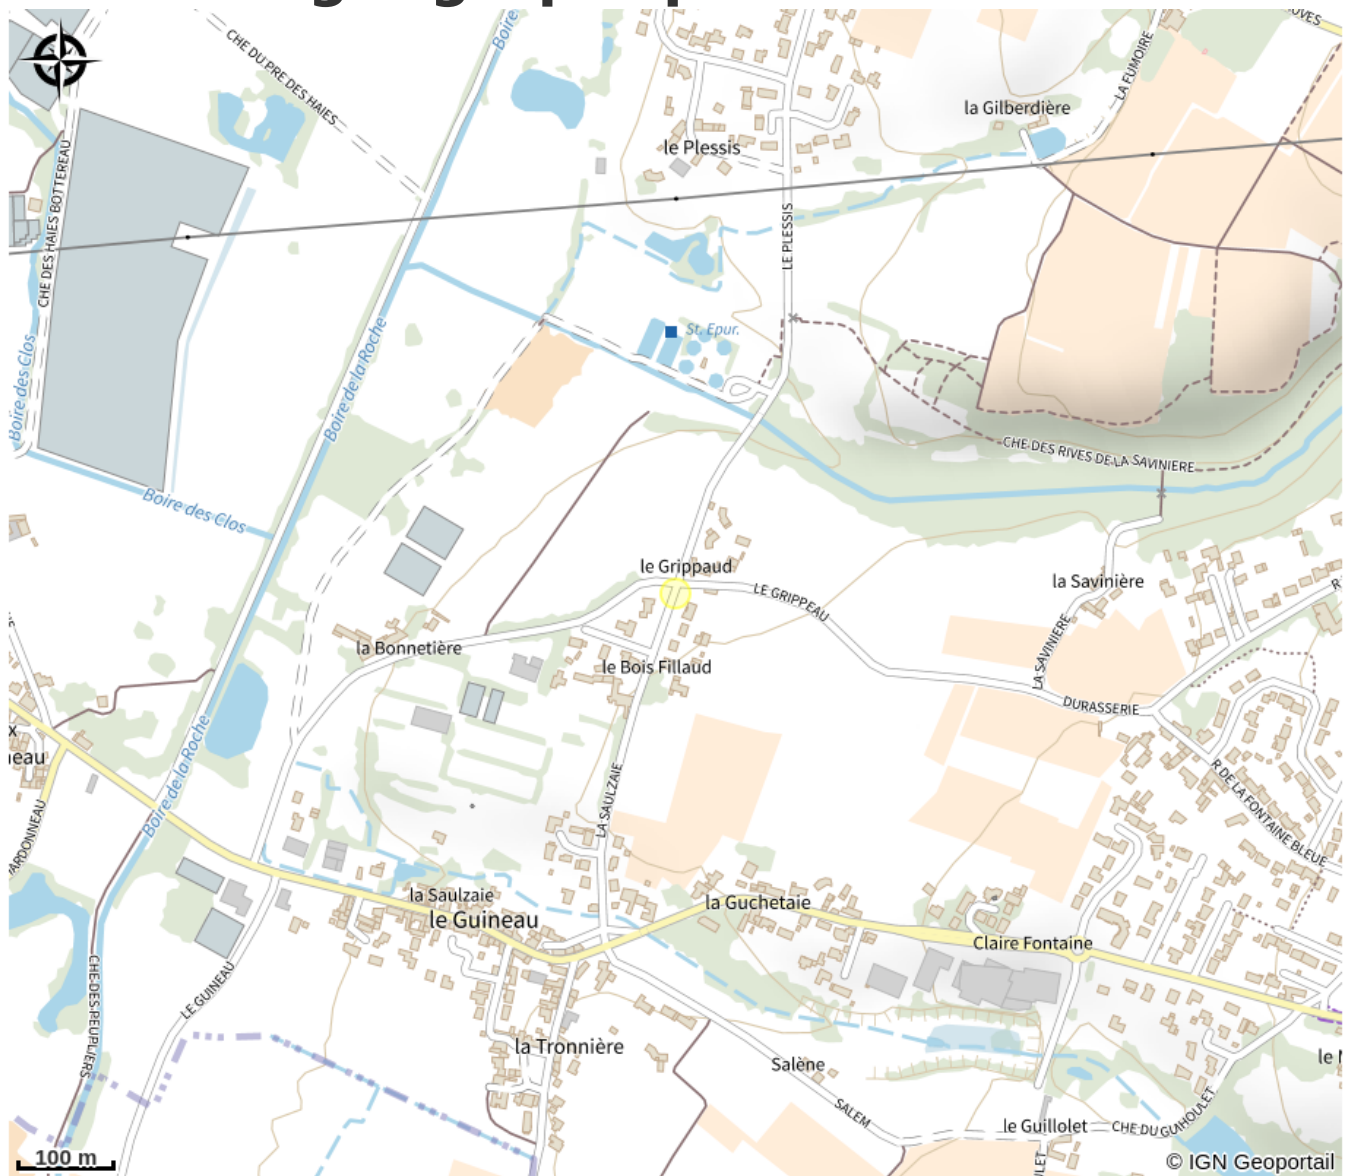 CHE DU PRE DES HAIES
Boire
LA FUMOIRE
la Gilberdière
le Plessis
CHE DES HAIES BOTTEREAU
LE PLESSIS
St. Epur.
Boire des Clos
Boire de la Roche
CHE DES RIVES DE LA SAVINIERE
Boire des Clos
le Grippaud
la Savinière
LE GRIPPEAU
la Bonnetière
le Bois Fillaud
LA SAVINIERE
DURASSERIE
Boire de la Roche
LA SAULZAIE
R DE LA FONTAINE BLEUE
la Saulzaie
le Guineau
la Guchetaie
Claire Fontaine
CHE DES PEUPLIERS
LE GUINEAU
la Tronnière
Salène
SALEM
le Guillolet
CHE DU GUIHOULET
100 m
© IGN Geoportail